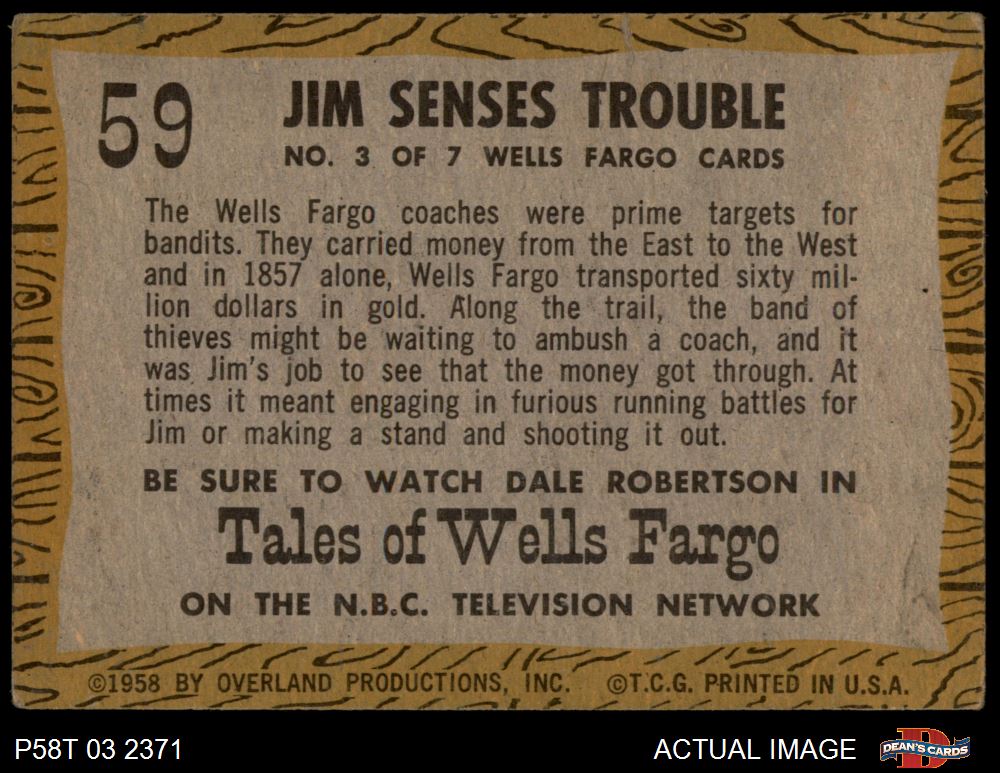 59
JIM SENSES TROUBLE
NO. 3 OF 7 WELLS FARGO CARDS
The Wells Fargo coaches were prime targets for
bandits. They carried money from the East to the West
and in 1857 alone, Wells Fargo transported sixty mil-
lion dollars in gold. Along the trail, the band of
thieves might be waiting to ambush a coach, and it
was Jim's job to see that the money got through. At
times it meant engaging in furious running battles for
Jim or making a stand and shooting it out.
BE SURE TO WATCH DALE ROBERTSON IN
Tales of Wells Fargo
ON THE N.B.C. TELEVISION NETWORK
©1958 BY OVERLAND PRODUCTIONS, INC. ©T.C.G. PRINTED IN U.S.A.
P58T 03 2371 ACTUAL IMAGE DEAN'S CARDS